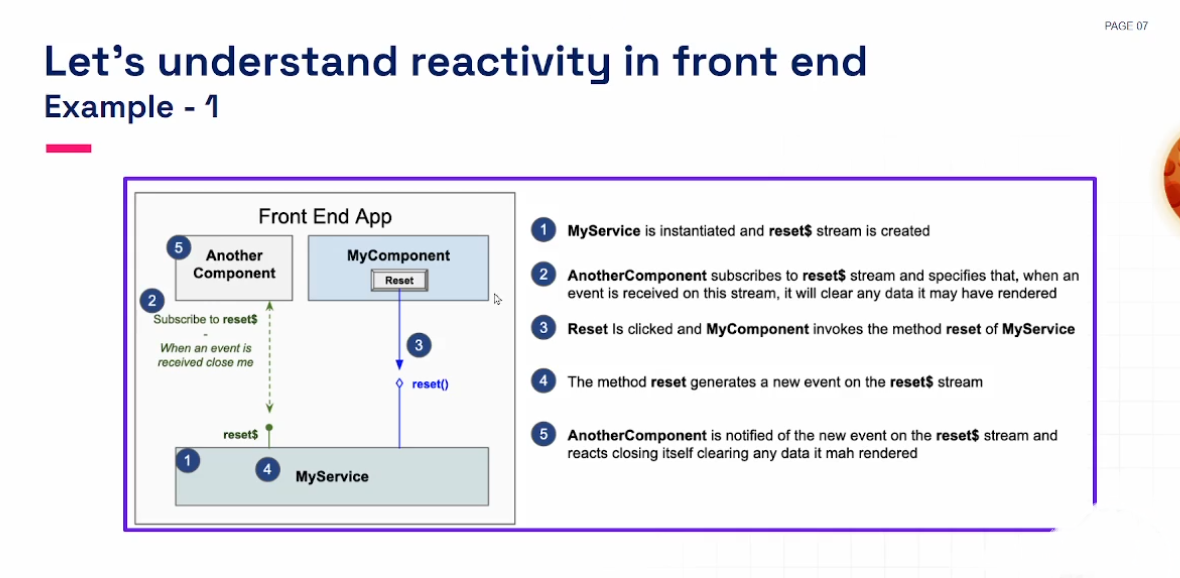 PAGE 07
Let's understand reactivity in front end
Example - 1
Front End App
5
Another
Component
MyComponent
Reset
2
Subscribe to reset$
-
When an event is
received close me
3
reset()
reset$
1
4
MyService
1 MyService is instantiated and reset$ stream is created
2 AnotherComponent subscribes to reset$ stream and specifies that, when an
event is received on this stream, it will clear any data it may have rendered
3 Reset Is clicked and MyComponent invokes the method reset of MyService
4 The method reset generates a new event on the reset$ stream
5 AnotherComponent is notified of the new event on the reset$ stream and
reacts closing itself clearing any data it mah rendered